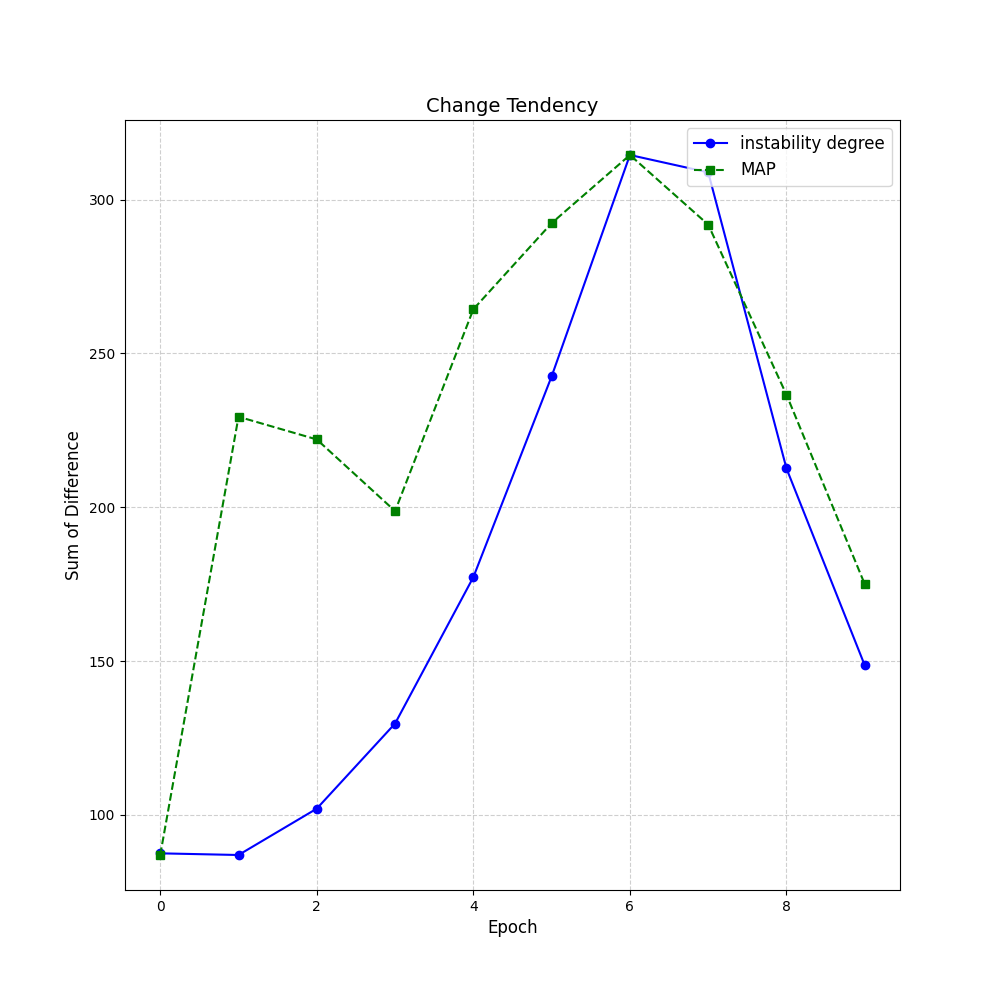 Change Tendency
instability degree
MAP
300
250
200
150
100
Sum of Difference
0 2 4 6 8
Epoch